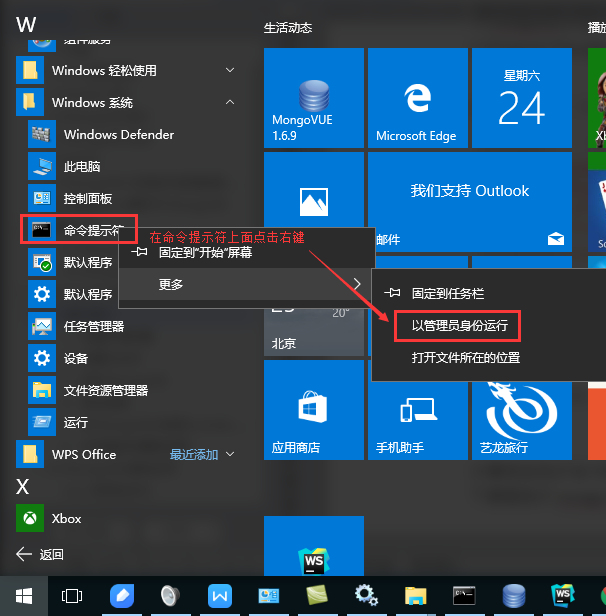 W
生活动态
Windows 轻松使用
Windows 系统
Windows Defender
此电脑
控制面板
命令提示符
默认程序
默认程序
任务管理器
设备
文件资源管理器
运行
WPS Office 最近添加
X
Xbox
返回
MongoVUE
1.6.9
Microsoft Edge
星期六
24
我们支持 Outlook
邮件
在命令提示符上面点击右键
固定到"开始"屏幕
更多
固定到任务栏
以管理员身份运行
打开文件所在的位置
20°
北京
应用商店
手机助手
艺龙旅行
WS
W
WS